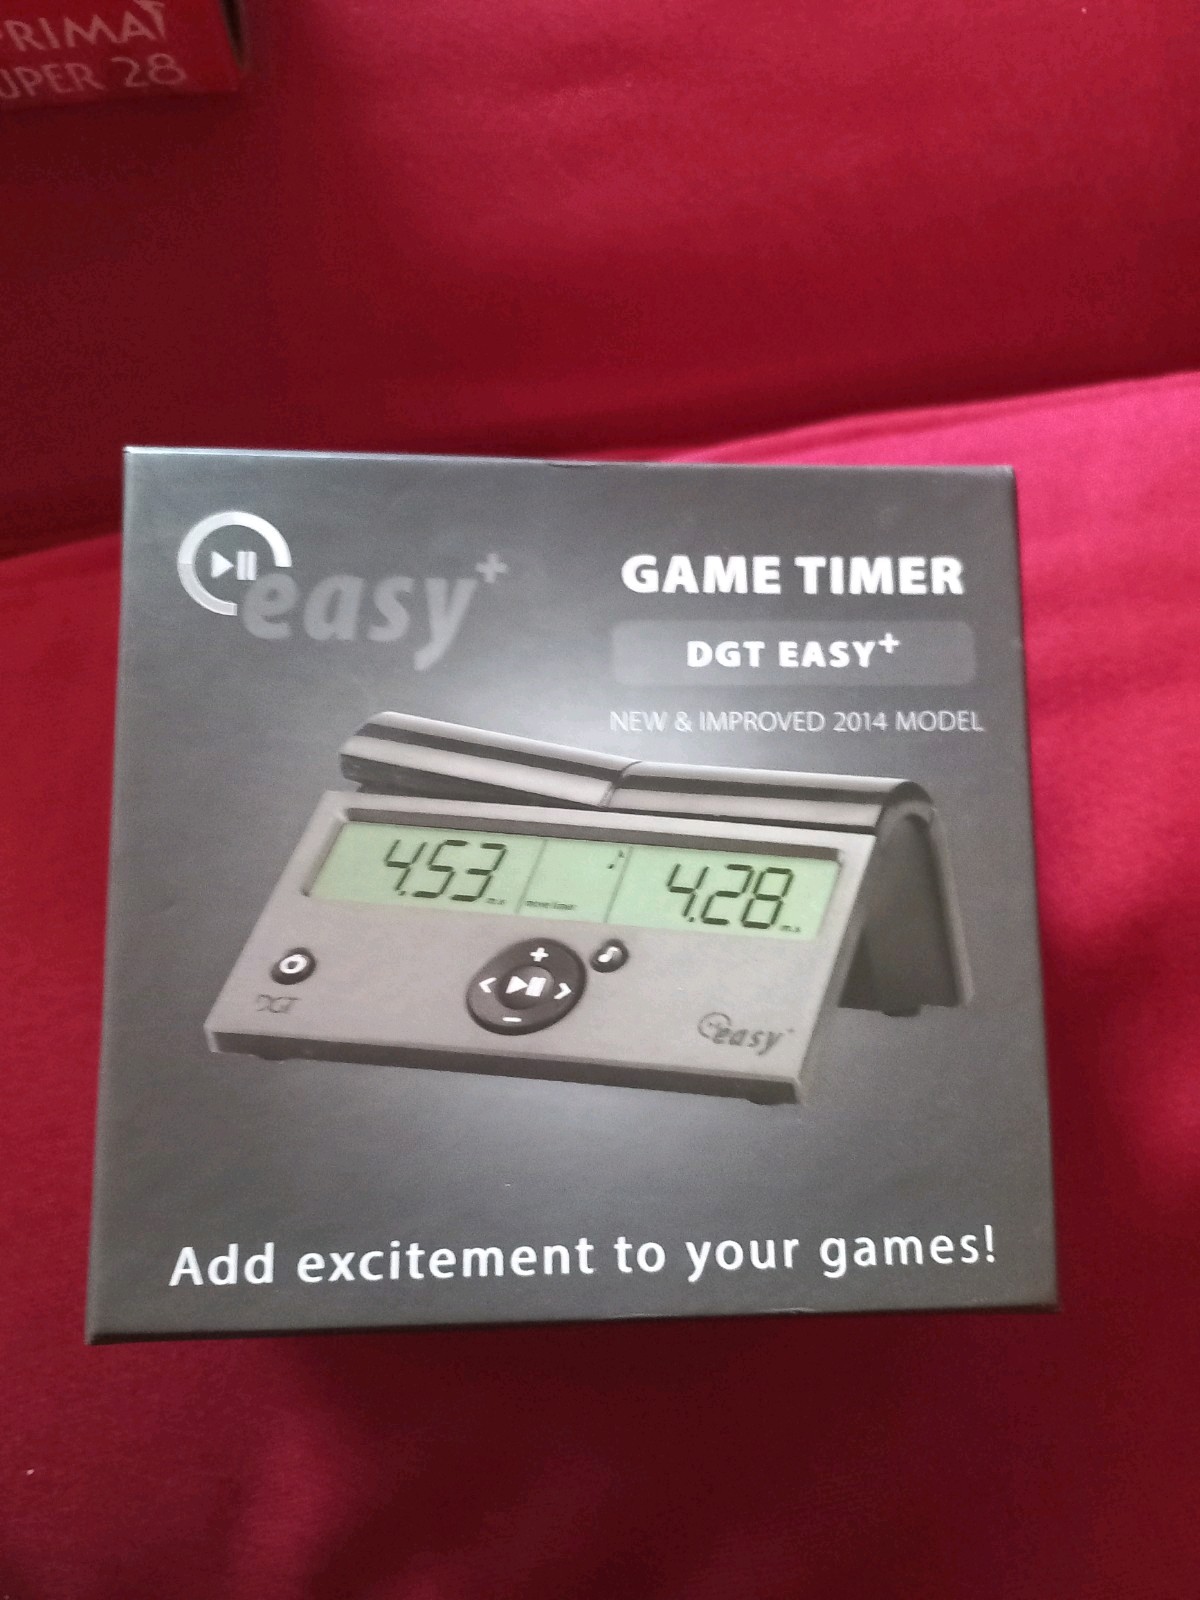 RIMAT
UPER 28
easy+
GAME TIMER
DGT EASY+
NEW & IMPROVED 2014 MODEL
4.53 m.s
4.28 m.s
DGT
easy+
Add excitement to your games!